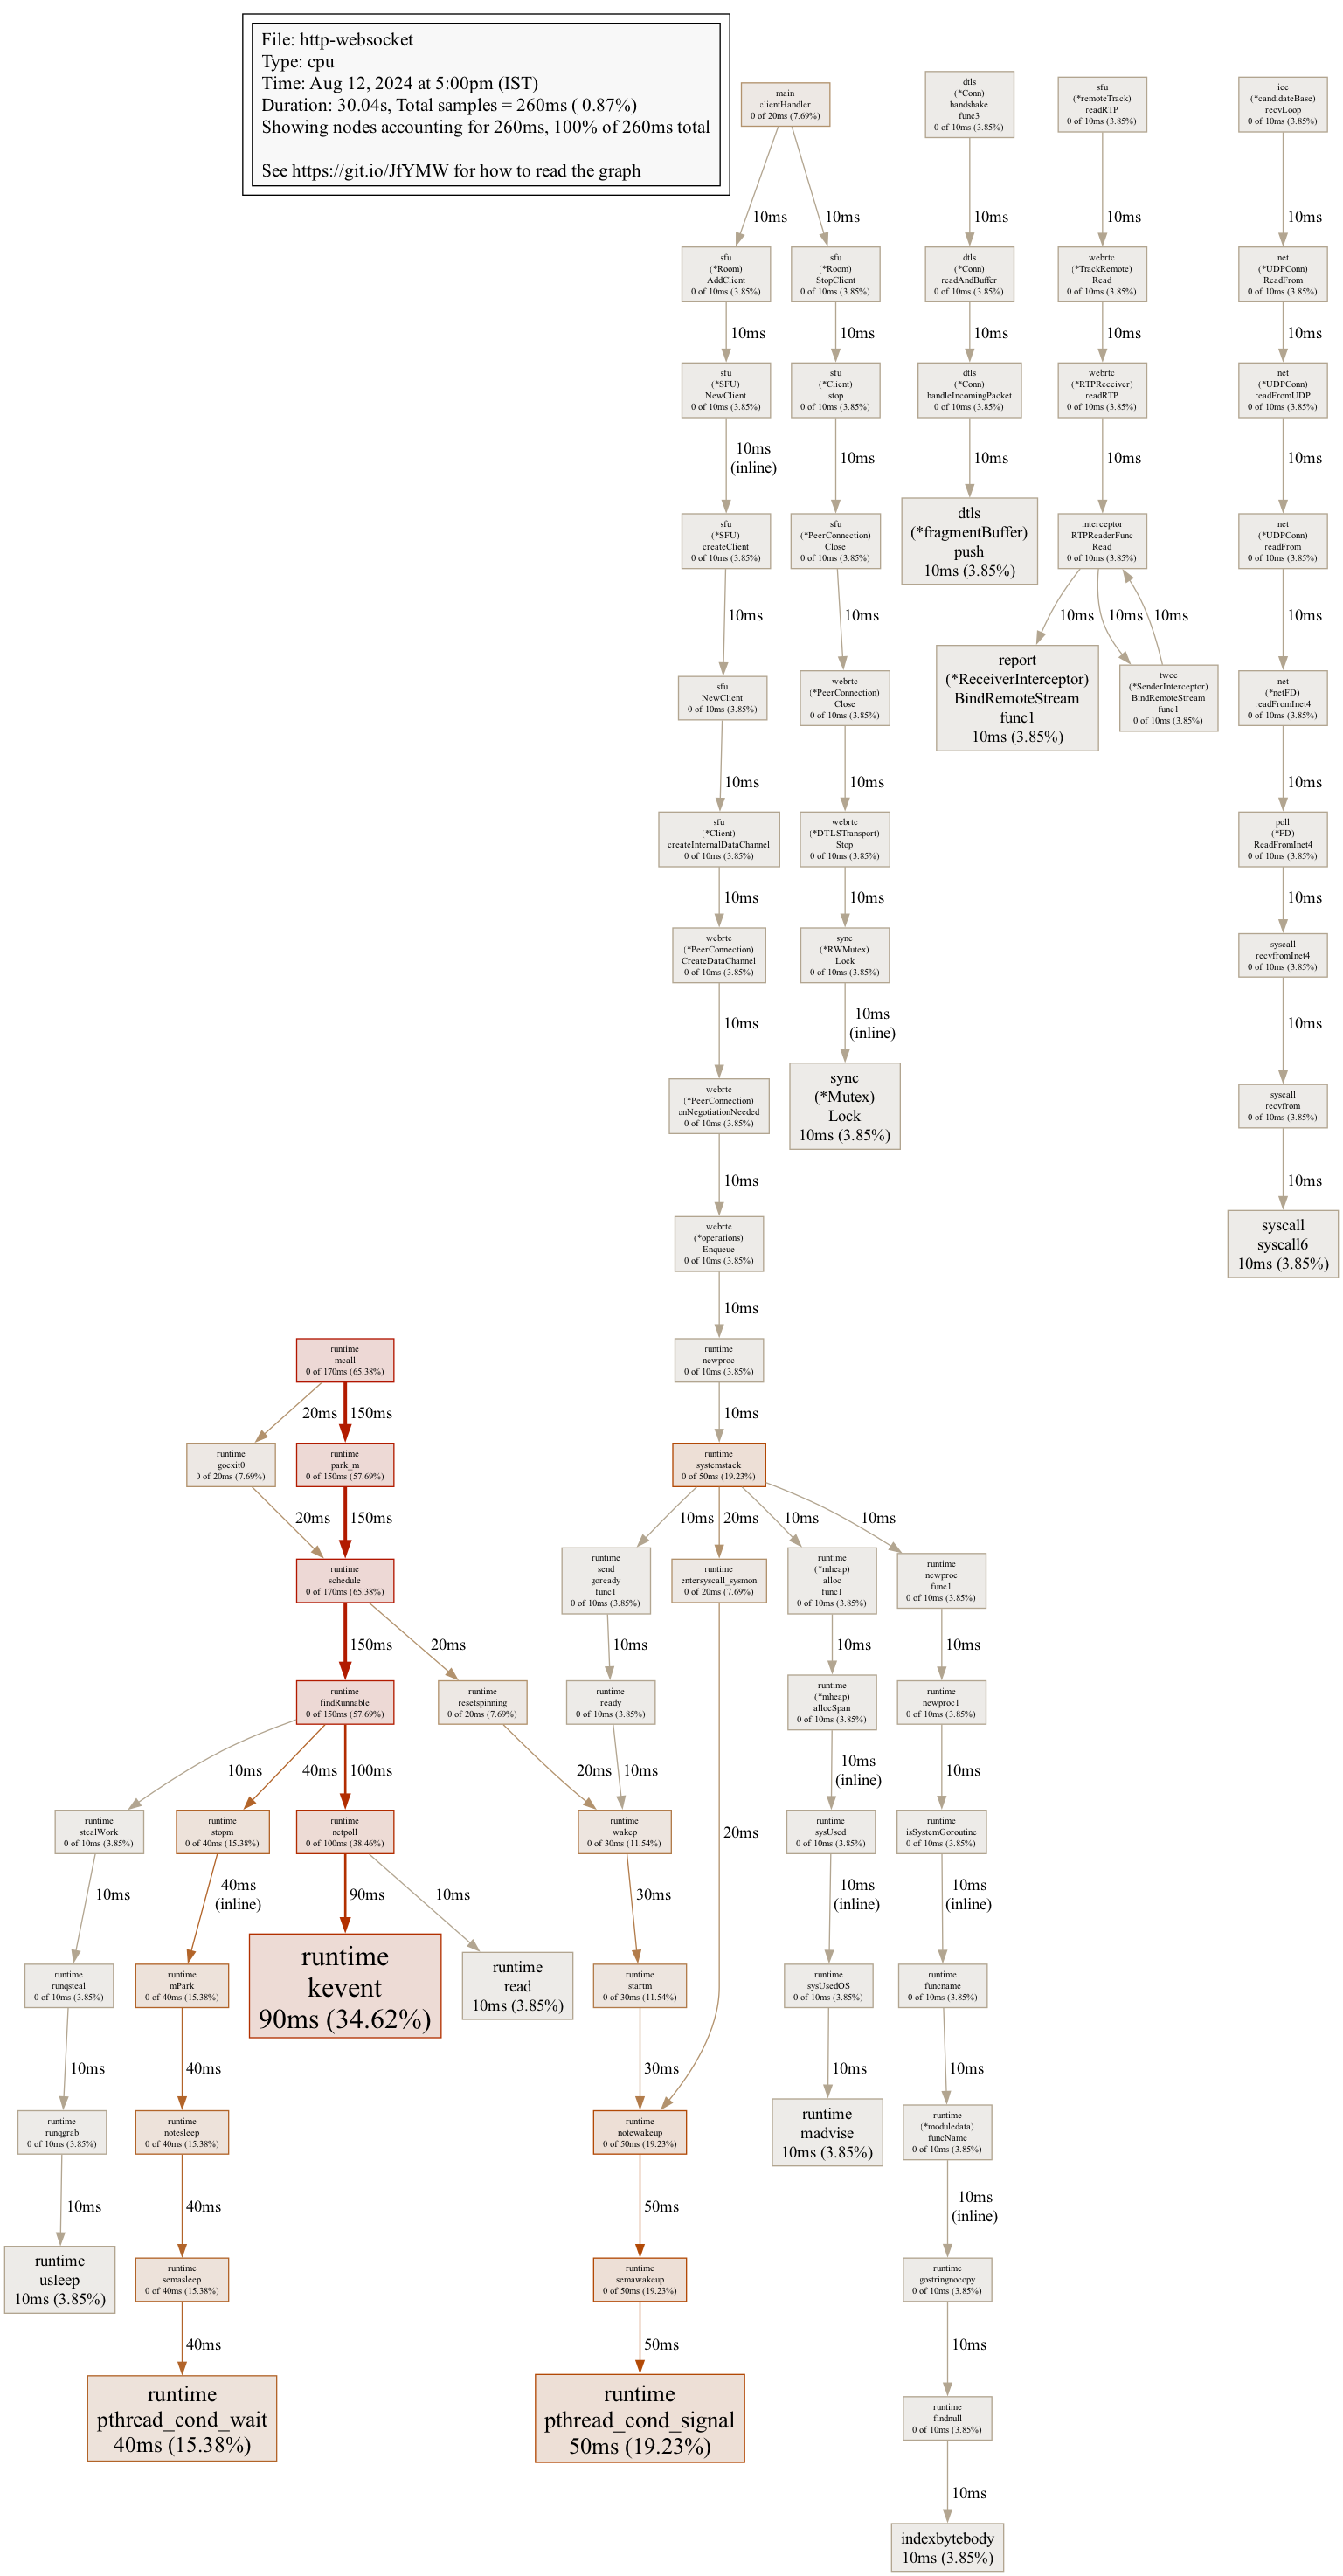 File: http-websocket
Type: cpu
Time: Aug 12, 2024 at 5:00pm (IST)
Duration: 30.04s, Total samples = 260ms ( 0.87%)
Showing nodes accounting for 260ms, 100% of 260ms total
See https://git.io/JfYMW for how to read the graph
main
clientHandler
0 of 20ms (7.69%)
dtls
(*Conn)
handshake
func3
0 of 10ms (3.85%)
sfu
(*remoteTrack)
readRTP
0 of 10ms (3.85%)
ice
(*candidateBase)
recvLoop
0 of 10ms (3.85%)
10ms
10ms
10ms
10ms
10ms
sfu
(*Room)
AddClient
0 of 10ms (3.85%)
sfu
(*Room)
StopClient
0 of 10ms (3.85%)
dtls
(*Conn)
readAndBuffer
0 of 10ms (3.85%)
webrtc
(*TrackRemote)
Read
0 of 10ms (3.85%)
net
(*UDPConn)
ReadFrom
0 of 10ms (3.85%)
10ms
10ms
10ms
10ms
10ms
sfu
(*SFU)
NewClient
0 of 10ms (3.85%)
sfu
(*Client)
stop
0 of 10ms (3.85%)
dtls
(*Conn)
handleIncomingPacket
0 of 10ms (3.85%)
webrtc
(*RTPReceiver)
readRTP
0 of 10ms (3.85%)
net
(*UDPConn)
readFromUDP
0 of 10ms (3.85%)
10ms
(inline)
10ms
10ms
10ms
10ms
sfu
(*SFU)
createClient
0 of 10ms (3.85%)
sfu
(*PeerConnection)
Close
0 of 10ms (3.85%)
dtls
(*fragmentBuffer)
push
10ms (3.85%)
interceptor
RTPReaderFunc
Read
0 of 10ms (3.85%)
net
(*UDPConn)
readFrom
0 of 10ms (3.85%)
10ms
10ms
10ms
10ms
10ms
10ms
sfu
NewClient
0 of 10ms (3.85%)
webrtc
(*PeerConnection)
Close
0 of 10ms (3.85%)
report
(*ReceiverInterceptor)
BindRemoteStream
func1
10ms (3.85%)
twcc
(*SenderInterceptor)
BindRemoteStream
func1
0 of 10ms (3.85%)
net
(*netFD)
readFromInet4
0 of 10ms (3.85%)
10ms
10ms
10ms
sfu
(*Client)
createInternalDataChannel
0 of 10ms (3.85%)
webrtc
(*DTLSTransport)
Stop
0 of 10ms (3.85%)
poll
(*FD)
ReadFromInet4
0 of 10ms (3.85%)
10ms
10ms
10ms
webrtc
(*PeerConnection)
CreateDataChannel
0 of 10ms (3.85%)
sync
(*RWMutex)
Lock
0 of 10ms (3.85%)
syscall
recvfromInet4
0 of 10ms (3.85%)
10ms
10ms
(inline)
10ms
webrtc
(*PeerConnection)
onNegotiationNeeded
0 of 10ms (3.85%)
sync
(*Mutex)
Lock
10ms (3.85%)
syscall
recvfrom
0 of 10ms (3.85%)
10ms
10ms
webrtc
(*operations)
Enqueue
0 of 10ms (3.85%)
syscall
syscall6
10ms (3.85%)
10ms
runtime
mcall
0 of 170ms (65.38%)
runtime
newproc
0 of 10ms (3.85%)
20ms
150ms
10ms
runtime
goexit0
0 of 20ms (7.69%)
runtime
park_m
0 of 150ms (57.69%)
runtime
systemstack
0 of 50ms (19.23%)
20ms
150ms
10ms
20ms
10ms
10ms
runtime
schedule
0 of 170ms (65.38%)
runtime
send
goready
func1
0 of 10ms (3.85%)
runtime
entersyscall_sysmon
0 of 20ms (7.69%)
runtime
(*mheap)
alloc
func1
0 of 10ms (3.85%)
runtime
newproc
func1
0 of 10ms (3.85%)
150ms
20ms
10ms
10ms
10ms
runtime
findRunnable
0 of 150ms (57.69%)
runtime
resetspinning
0 of 20ms (7.69%)
runtime
ready
0 of 10ms (3.85%)
runtime
(*mheap)
allocSpan
0 of 10ms (3.85%)
runtime
newproc1
0 of 10ms (3.85%)
10ms
40ms
100ms
20ms
10ms
10ms
(inline)
10ms
runtime
stealWork
0 of 10ms (3.85%)
runtime
stopm
0 of 40ms (15.38%)
runtime
netpoll
0 of 100ms (38.46%)
runtime
wakep
0 of 30ms (11.54%)
20ms
runtime
sysUsed
0 of 10ms (3.85%)
runtime
isSystemGoroutine
0 of 10ms (3.85%)
10ms
40ms
(inline)
90ms
10ms
30ms
10ms
(inline)
10ms
(inline)
runtime
runqsteal
0 of 10ms (3.85%)
runtime
mPark
0 of 40ms (15.38%)
runtime
kevent
90ms (34.62%)
runtime
read
10ms (3.85%)
runtime
startm
0 of 30ms (11.54%)
runtime
sysUsedOS
0 of 10ms (3.85%)
runtime
funcname
0 of 10ms (3.85%)
10ms
40ms
30ms
10ms
10ms
runtime
runqgrab
0 of 10ms (3.85%)
runtime
notesleep
0 of 40ms (15.38%)
runtime
notewakeup
0 of 50ms (19.23%)
runtime
madvise
10ms (3.85%)
runtime
(*moduledata)
funcName
0 of 10ms (3.85%)
10ms
40ms
50ms
10ms
(inline)
runtime
usleep
10ms (3.85%)
runtime
semasleep
0 of 40ms (15.38%)
runtime
semawakeup
0 of 50ms (19.23%)
runtime
gostringnocopy
0 of 10ms (3.85%)
40ms
50ms
10ms
runtime
pthread_cond_wait
40ms (15.38%)
runtime
pthread_cond_signal
50ms (19.23%)
runtime
findnull
0 of 10ms (3.85%)
10ms
indexbytebody
10ms (3.85%)